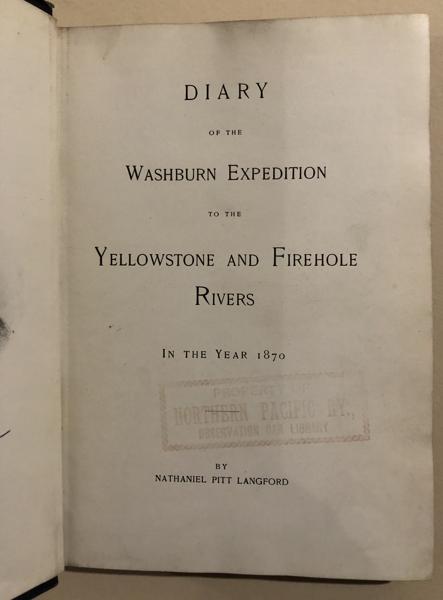 DIARY
OF THE
WASHBURN EXPEDITION
TO THE
YELLOWSTONE AND FIREHOLE
RIVERS
IN THE YEAR 1870
PROPERTY OF
NORTHERN PACIFIC RY.,
OBSERVATION CAR LIBRARY
BY
NATHANIEL PITT LANGFORD